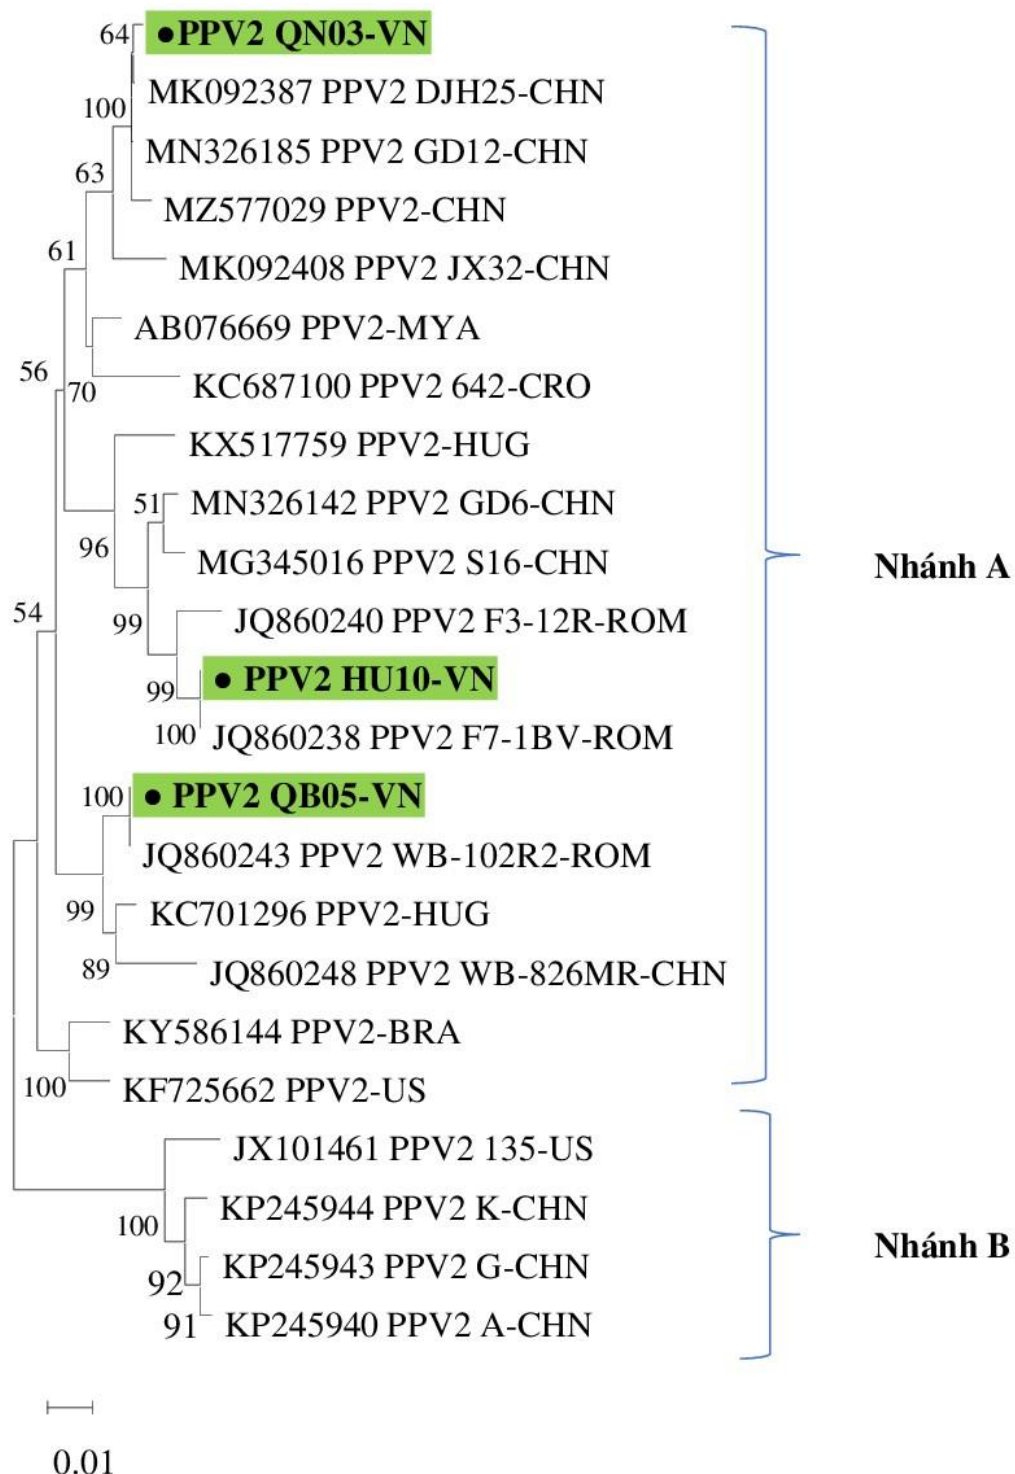 64
●PPV2 QN03-VN
MK092387 PPV2 DJH25-CHN
100
MN326185 PPV2 GD12-CHN
63
MZ577029 PPV2-CHN
61
MK092408 PPV2 JX32-CHN
AB076669 PPV2-MYA
56
70
KC687100 PPV2 642-CRO
KX517759 PPV2-HUG
51
MN326142 PPV2 GD6-CHN
96
MG345016 PPV2 S16-CHN
Nhánh A
54
99
JQ860240 PPV2 F3-12R-ROM
99
● PPV2 HU10-VN
100
JQ860238 PPV2 F7-1BV-ROM
100
● PPV2 QB05-VN
JQ860243 PPV2 WB-102R2-ROM
99
KC701296 PPV2-HUG
89
JQ860248 PPV2 WB-826MR-CHN
KY586144 PPV2-BRA
100
KF725662 PPV2-US
JX101461 PPV2 135-US
100
KP245944 PPV2 K-CHN
Nhánh B
92
KP245943 PPV2 G-CHN
91
KP245940 PPV2 A-CHN
0.01